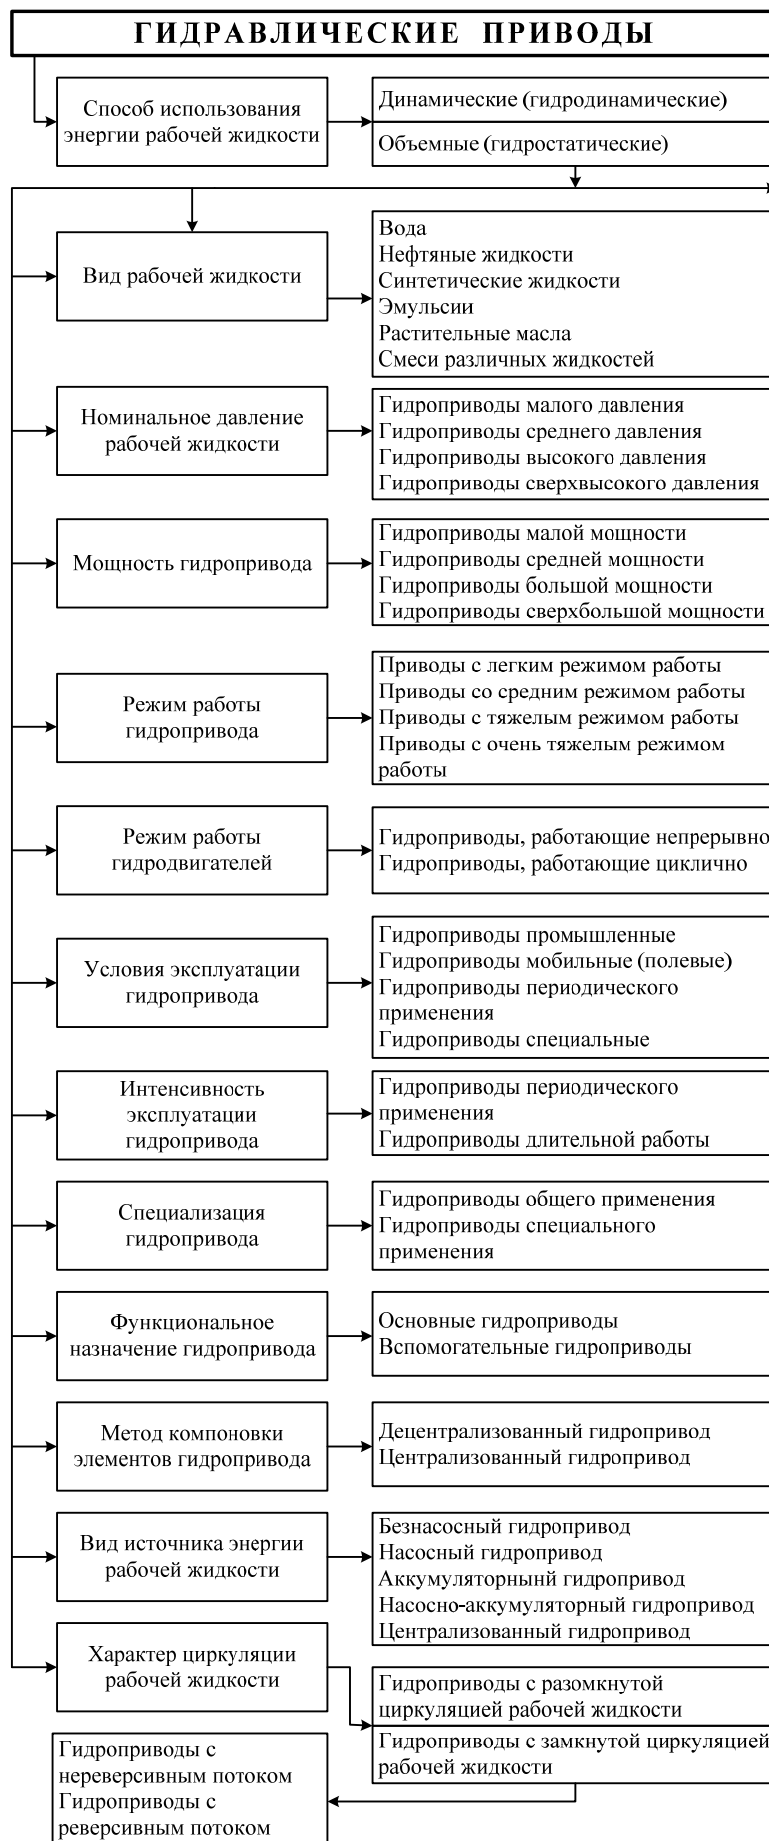 ГИДРАВЛИЧЕСКИЕ ПРИВОДЫ
Способ использования
энергии рабочей жидкости
Динамические (гидродинамические)
Объемные (гидростатические)
Вид рабочей жидкости
Вода
Нефтяные жидкости
Синтетические жидкости
Эмульсии
Растительные масла
Смеси различных жидкостей
Номинальное давление
рабочей жидкости
Гидроприводы малого давления
Гидроприводы среднего давления
Гидроприводы высокого давления
Гидроприводы сверхвысокого давления
Мощность гидропривода
Гидроприводы малой мощности
Гидроприводы средней мощности
Гидроприводы большой мощности
Гидроприводы сверхбольшой мощности
Режим работы
гидропривода
Приводы с легким режимом работы
Приводы со средним режимом работы
Приводы с тяжелым режимом работы
Приводы с очень тяжелым режимом
работы
Режим работы
гидродвигателей
Гидроприводы, работающие непрерывно
Гидроприводы, работающие циклично
Условия эксплуатации
гидропривода
Гидроприводы промышленные
Гидроприводы мобильные (полевые)
Гидроприводы периодического
применения
Гидроприводы специальные
Интенсивность
эксплуатации
гидропривода
Гидроприводы периодического
применения
Гидроприводы длительной работы
Специализация
гидропривода
Гидроприводы общего применения
Гидроприводы специального
применения
Функциональное
назначение гидропривода
Основные гидроприводы
Вспомогательные гидроприводы
Метод компоновки
элементов гидропривода
Децентрализованный гидропривод
Централизованный гидропривод
Вид источника энергии
рабочей жидкости
Безнасосный гидропривод
Насосный гидропривод
Аккумуляторнынй гидропривод
Насосно-аккумуляторный гидропривод
Централизованный гидропривод
Характер циркуляции
рабочей жидкости
Гидроприводы с разомкнутой
циркуляцией рабочей жидкости
Гидроприводы с замкнутой циркуляцией
рабочей жидкости
Гидроприводы с
нереверсивным потоком
Гидроприводы с
реверсивным потоком